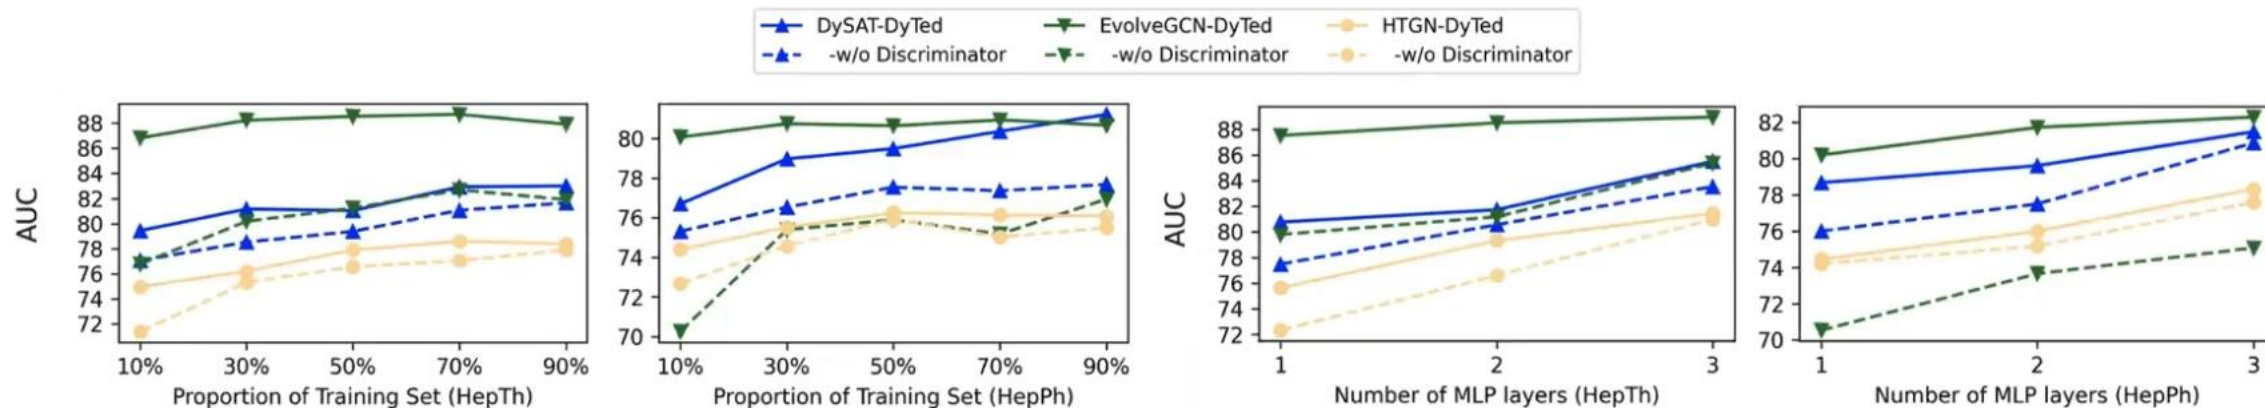 DySAT-DyTed EvolveGCN-DyTed HTGN-DyTed
-w/o Discriminator -w/o Discriminator -w/o Discriminator
AUC
88
86
84
82
80
78
76
74
72
10% 30% 50% 70% 90%
Proportion of Training Set (HepTh)
80
78
76
74
72
70
10% 30% 50% 70% 90%
Proportion of Training Set (HepPh)
AUC
88
86
84
82
80
78
76
74
72
1 2 3
Number of MLP layers (HepTh)
82
80
78
76
74
72
70
1 2 3
Number of MLP layers (HepPh)